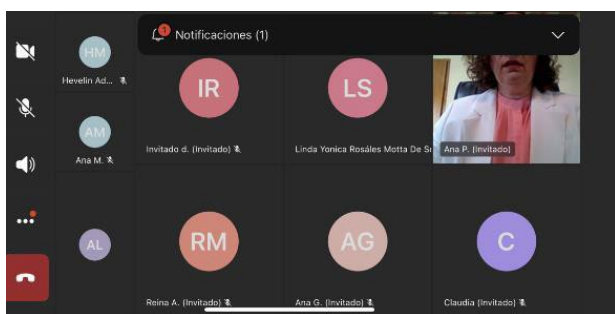 Notificaciones (1)
1
HM
Hevelin Ad...
IR
Invitado d. (Invitado)
LS
Linda Yonica Rosáles Motta De
Ana P. (Invitado)
AM
Ana M.
AL
RM
Reina A. (Invitado)
AG
Ana G. (Invitado)
C
Claudia (Invitado)